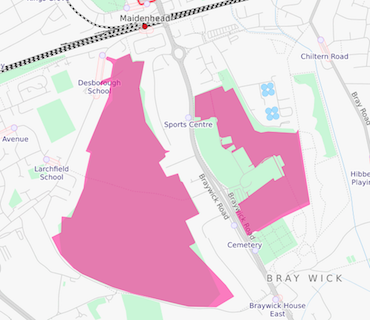 Maidenhead
Chiltern Road
Desborough
School
Bray Road
Sports Centre
Avenue
Larchfield
School
Hibbe
Playin
Braywick Road
Braywick Road
Cemetery
BRAY WICK
Braywick House
East